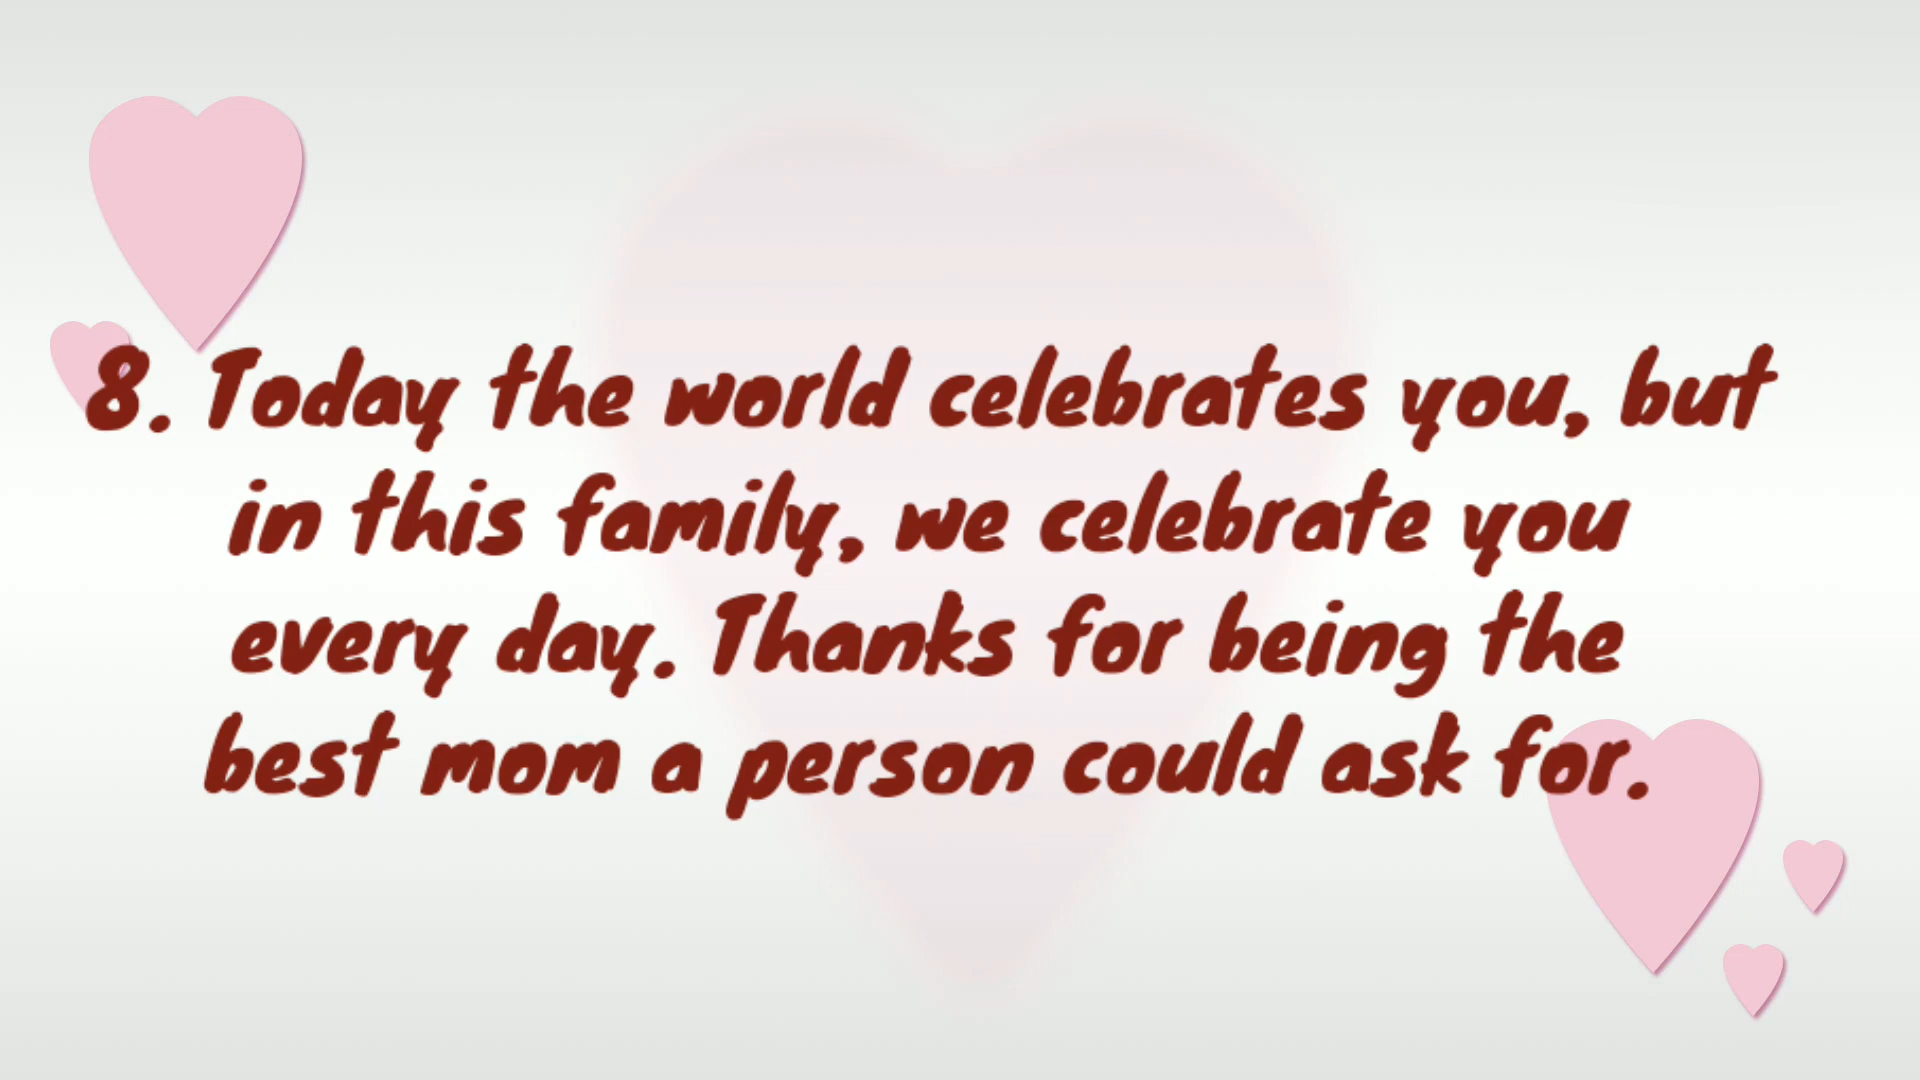 8. Today the world celebrates you, but
in this family, we celebrate you
every day. Thanks for being the
best mom a person could ask for.